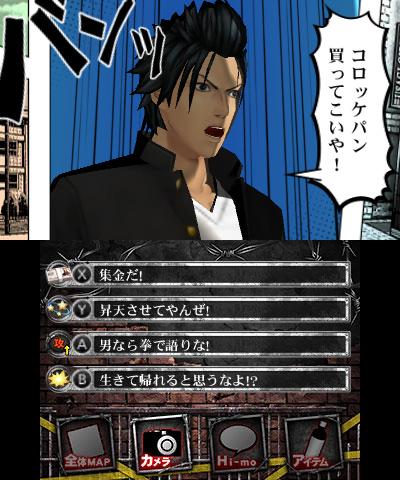 バンッ
コロッケパン
買ってこいや!
X 集金だ!
Y 昇天させてやんぜ!
攻 A 男なら拳で語りな!
B 生きて帰れると思うなよ!?
全体MAP カメラ Hi-mo アイテム